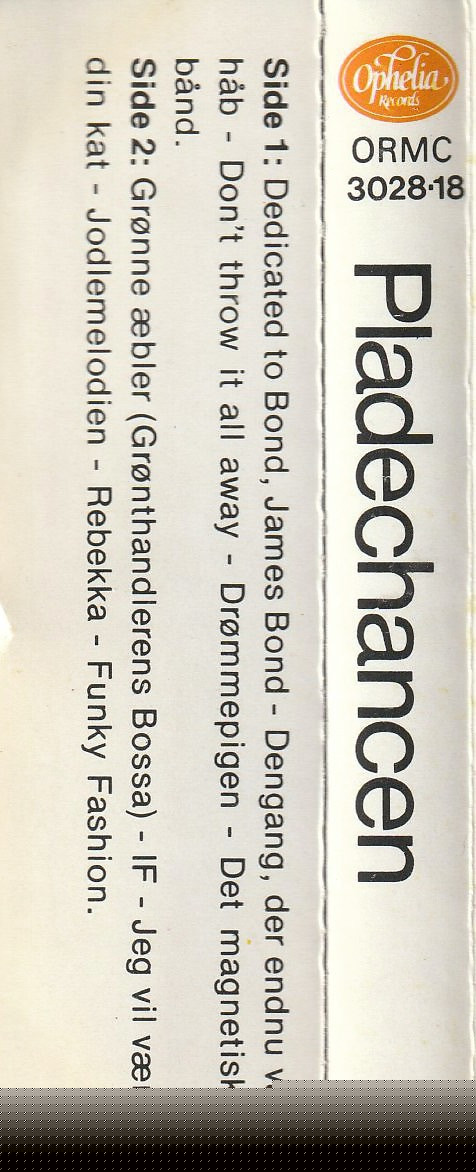 Ophelia
Records
ORMC
3028·18
Pladechancen
Side 1: Dedicated to Bond, James Bond - Dengang, der endnu
håb - Don't throw it all away - Drømmepigen - Det
bånd.
Side 2: Grønne æbler (Grønthandlerens Bossa) - IF - Jeg vil
din kat - Jodlemelodien - Rebekka - Funky Fashion.